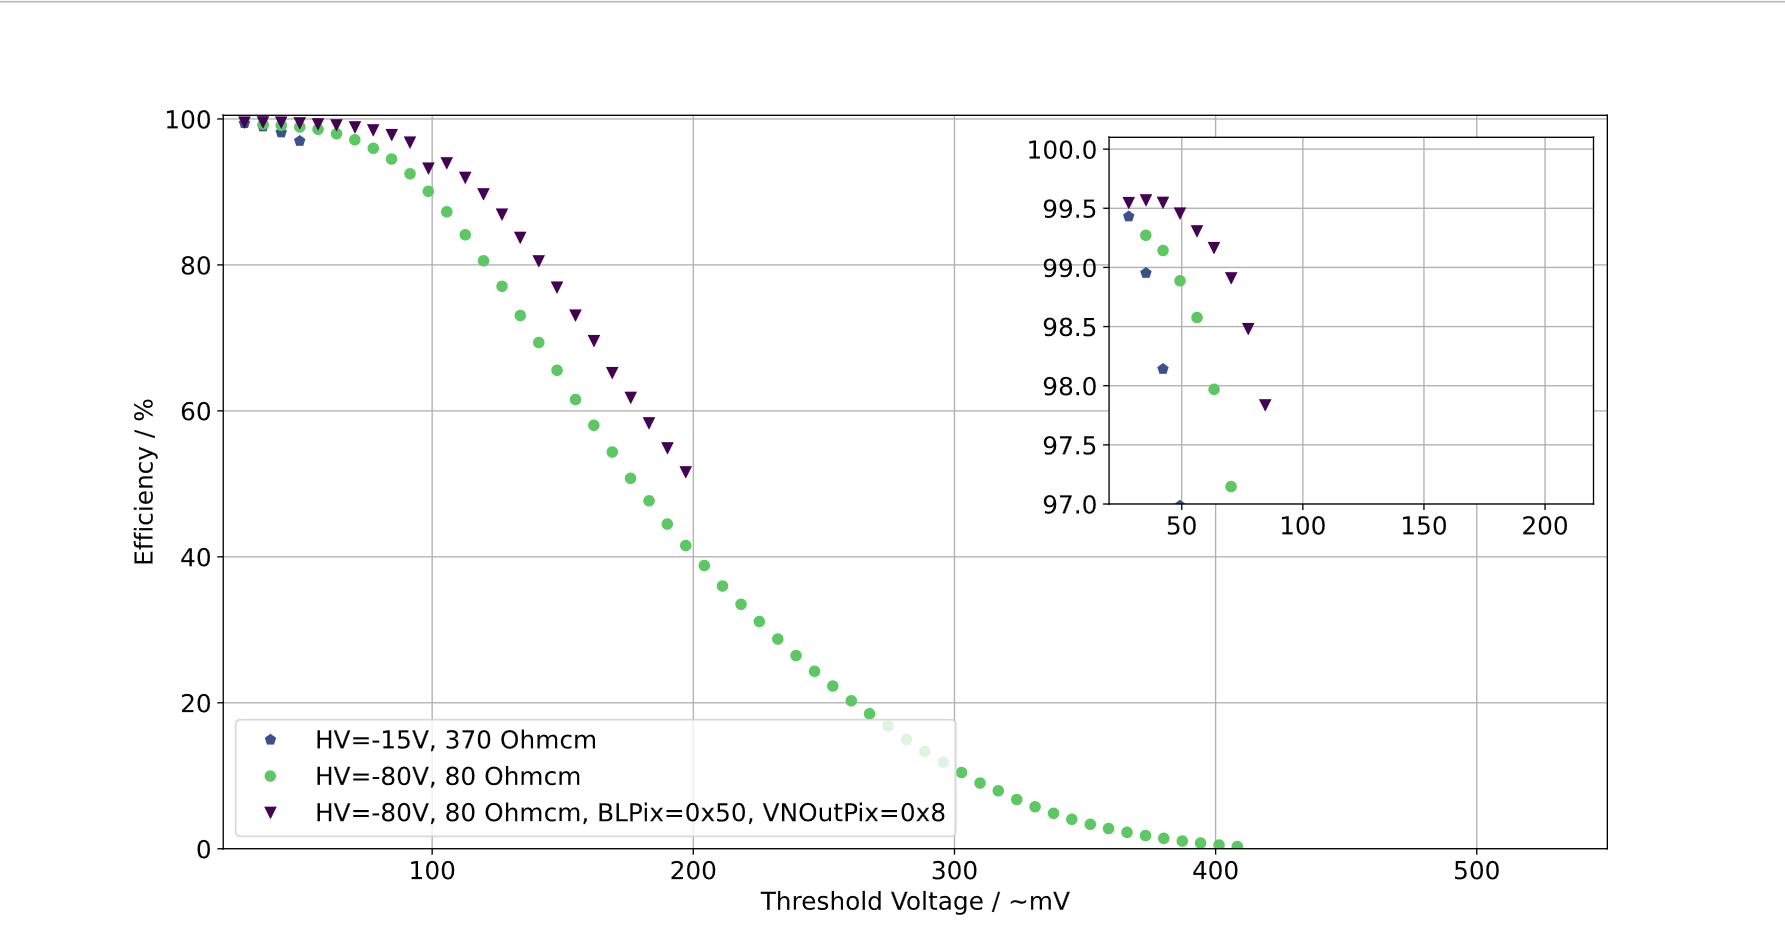 100
80
60
40
20
0
Efficiency / %
100.0
99.5
99.0
98.5
98.0
97.5
97.0
50 100 150 200
HV=-15V, 370 Ohmcm
HV=-80V, 80 Ohmcm
HV=-80V, 80 Ohmcm, BLPix=0x50, VNOutPix=0x8
100 200 300 400 500
Threshold Voltage / ~mV